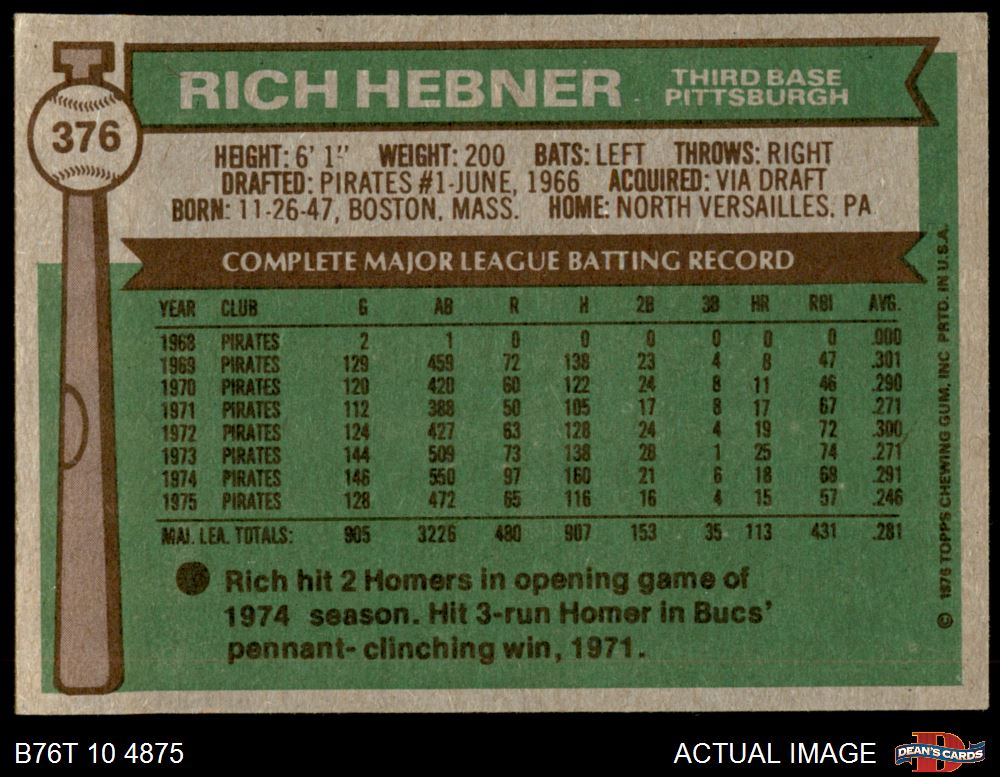 376
RICH HEBNER THIRD BASE
PITTSBURGH
HEIGHT: 6' 1" WEIGHT: 200 BATS: LEFT THROWS: RIGHT
DRAFTED: PIRATES #1-JUNE, 1966 ACQUIRED: VIA DRAFT
BORN: 11-26-47, BOSTON, MASS. HOME: NORTH VERSAILLES, PA
COMPLETE MAJOR LEAGUE BATTING RECORD
YEAR CLUB G AB R H 2B 3B HR RBI AVG.
1968 PIRATES 2 1 0 0 0 0 0 0 .000
1969 PIRATES 129 459 72 138 23 4 8 47 .301
1970 PIRATES 120 420 60 122 24 8 11 46 .290
1971 PIRATES 112 388 50 105 17 8 17 67 .271
1972 PIRATES 124 427 63 128 24 4 19 72 .300
1973 PIRATES 144 509 73 138 28 1 25 74 .271
1974 PIRATES 146 550 97 160 21 6 18 68 .291
1975 PIRATES 128 472 65 116 16 4 15 57 .246
MAJ. LEA. TOTALS: 905 3226 480 907 153 35 113 431 .281
Rich hit 2 Homers in opening game of
1974 season. Hit 3-run Homer in Bucs'
pennant- clinching win, 1971.
© 1976 TOPPS CHEWING GUM, INC PRTD. IN U.S.A.
B76T 10 4875
ACTUAL IMAGE
DEAN'S CARDS